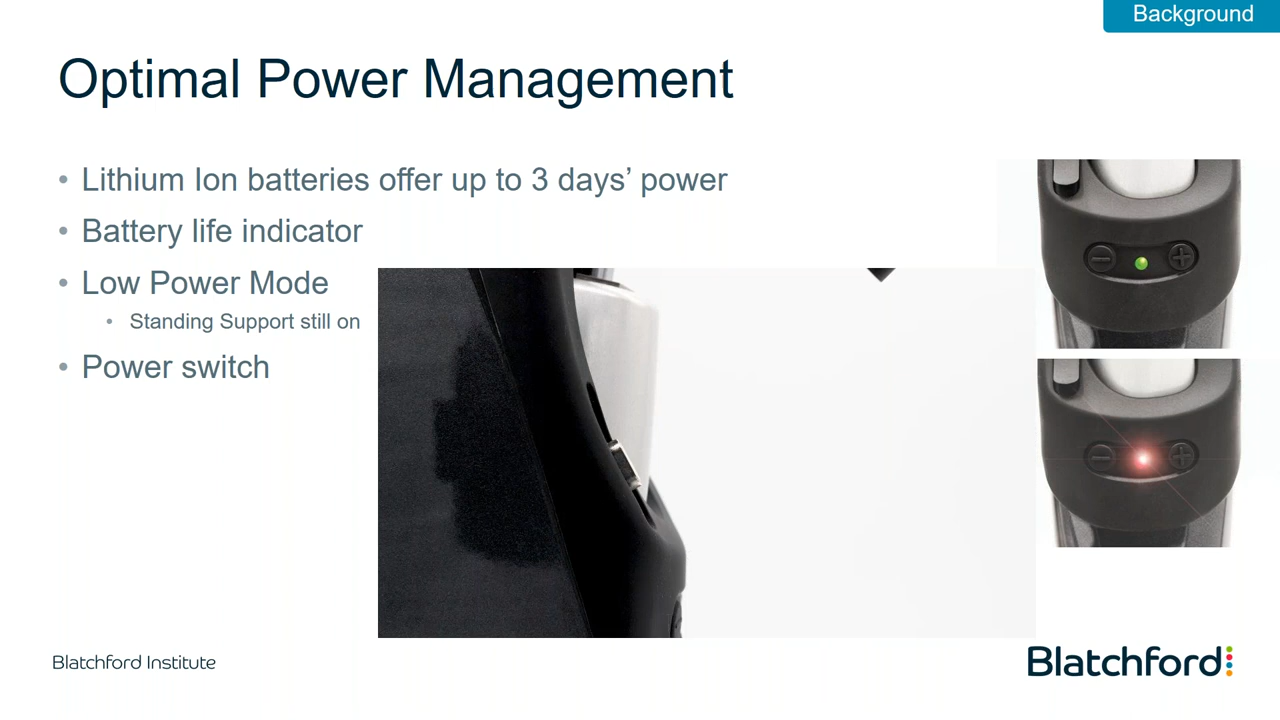 Background
Optimal Power Management
• Lithium Ion batteries offer up to 3 days’ power
• Battery life indicator
• Low Power Mode
• Standing Support still on
• Power switch
Blatchford Institute
Blatchford